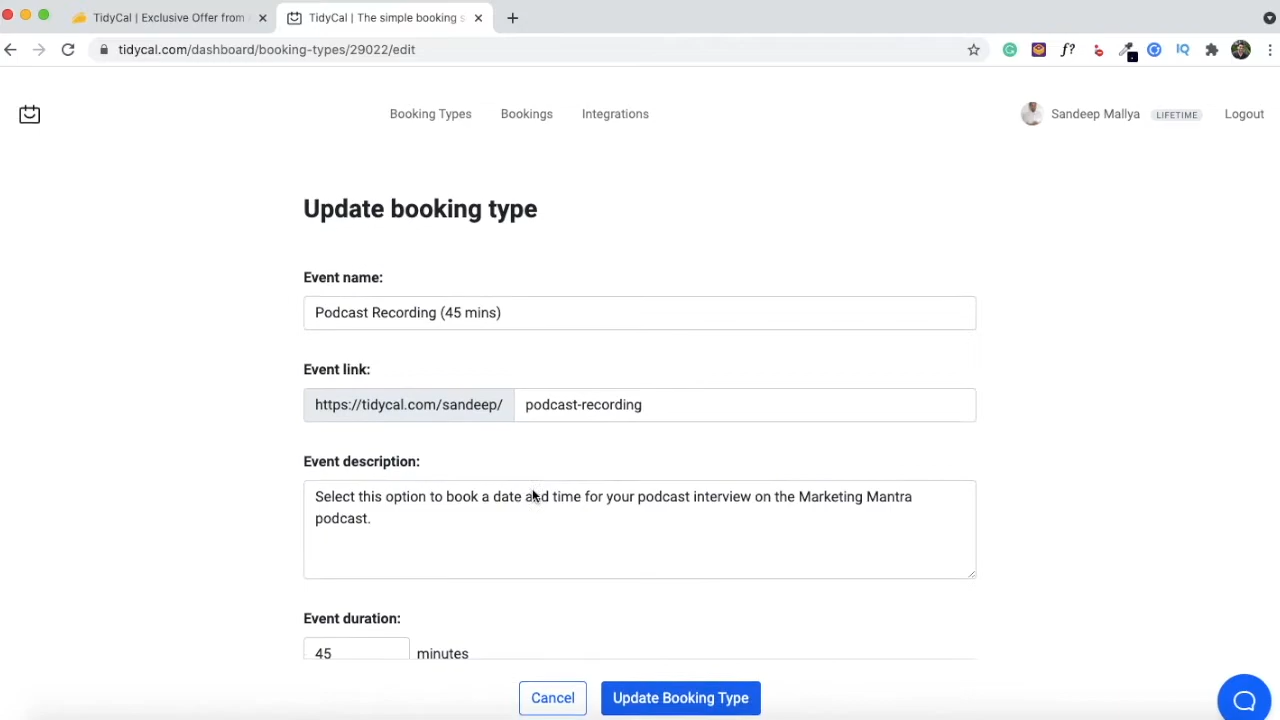 TidyCal | Exclusive Offer from
TidyCal | The simple booking s
tidycal.com/dashboard/booking-types/29022/edit
f?
IQ
Booking Types
Bookings
Integrations
Sandeep Mallya
LIFETIME
Logout
Update booking type
Event name:
Podcast Recording (45 mins)
Event link:
https://tidycal.com/sandeep/
podcast-recording
Event description:
Select this option to book a date and time for your podcast interview on the Marketing Mantra
podcast.
Event duration:
45 minutes
Cancel
Update Booking Type